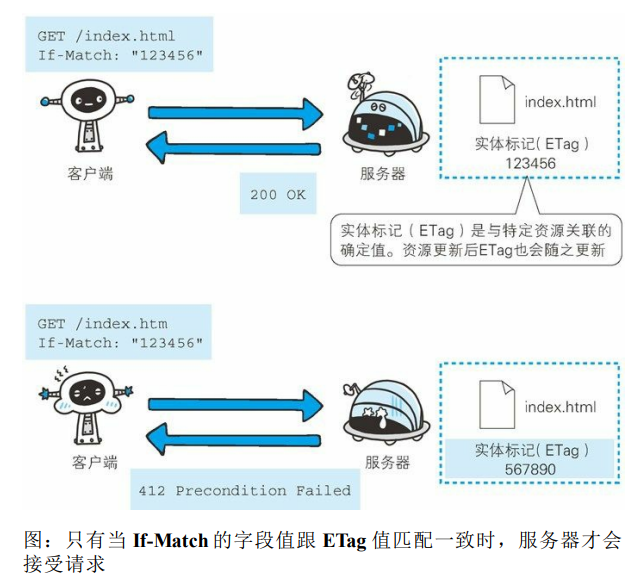 GET /index.html
If-Match: "123456"
index.html
实体标记(ETag)
123456
客户端
服务器
200 OK
实体标记（ETag）是与特定资源关联的
确定值。资源更新后ETag也会随之更新
GET /index.htm
If-Match: "123456"
index.html
实体标记(ETag)
567890
客户端
服务器
412 Precondition Failed
图：只有当 If-Match 的字段值跟 ETag 值匹配一致时，服务器才会
接受请求